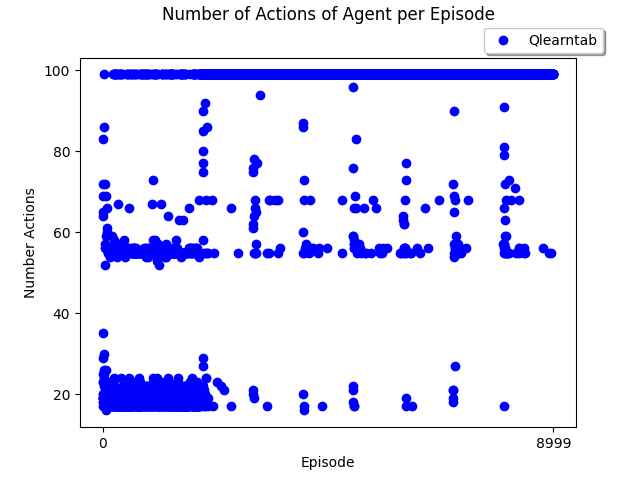 Number of Actions of Agent per Episode
Qlearntab
100
80
60
40
20
Number Actions
0
8999
Episode